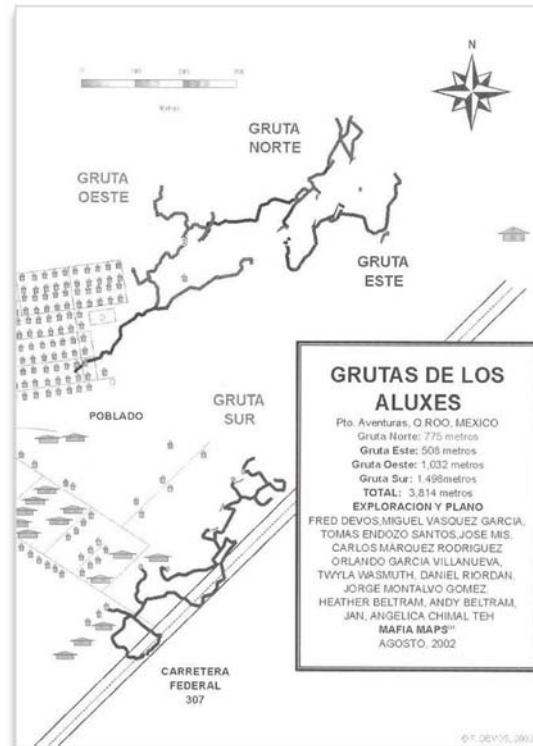 N
GRUTA
NORTE
GRUTA
OESTE
GRUTA
ESTE
POBLADO
GRUTA
SUR
CARRETERA
FEDERAL
307
GRUTAS DE LOS
ALUXES
Pto. Aventuras, Q.ROO, MEXICO
Gruta Norte: 775 metros
Gruta Este: 508 metros
Gruta Oeste: 1,032 metros
Gruta Sur: 1,498metros
TOTAL: 3,814 metros
EXPLORACION Y PLANO
FRED DEVOS,MIGUEL VASQUEZ GARCIA,
TOMAS ENDOZO SANTOS,JOSE MIS.
CARLOS MÁRQUEZ RODRIGUEZ
ORLANDO GARCIA VILLANUEVA,
TWYLA WASMUTH, DANIEL RIORDAN,
JORGE MONTALVO GOMEZ,
HEATHER BELTRAM, ANDY BELTRAM,
JAN, ANGELICA CHIMAL TEH
MAFIA MAPS
AGOSTO, 2002
© F. DEVOS, 2002